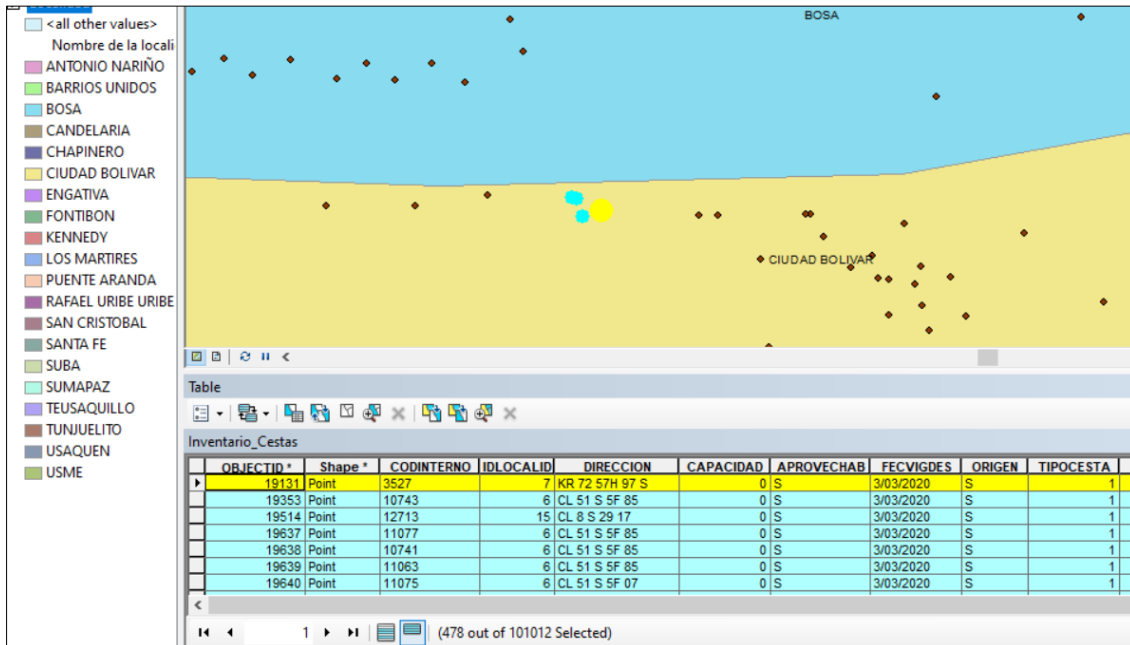 <all other values>
Nombre de la locali
ANTONIO NARIÑO
BARRIOS UNIDOS
BOSA
CANDELARIA
CHAPINERO
CIUDAD BOLIVAR
ENGATIVA
FONTIBON
KENNEDY
LOS MARTIRES
PUENTE ARANDA
RAFAEL URIBE URIBE
SAN CRISTOBAL
SANTA FE
SUBA
SUMAPAZ
TEUSAQUILLO
TUNJUELITO
USAQUEN
USME
BOSA
CIUDAD BOLIVAR
Table
Inventario_Cestas
OBJECTID * Shape * CODINTERNO IDLOCALID DIRECCION CAPACIDAD APROVECHAB FECVIGDES ORIGEN TIPOCESTA
19131 Point 3527 7 KR 72 57H 97 S 0 S 3/03/2020 S 1
19353 Point 10743 6 CL 51 S 5F 85 0 S 3/03/2020 S 1
19514 Point 12713 15 CL 8 S 29 17 0 S 3/03/2020 S 1
19637 Point 11077 6 CL 51 S 5F 85 0 S 3/03/2020 S 1
19638 Point 10741 6 CL 51 S 5F 85 0 S 3/03/2020 S 1
19639 Point 11063 6 CL 51 S 5F 85 0 S 3/03/2020 S 1
19640 Point 11075 6 CL 51 S 5F 07 0 S 3/03/2020 S 1
1 (478 out of 101012 Selected)